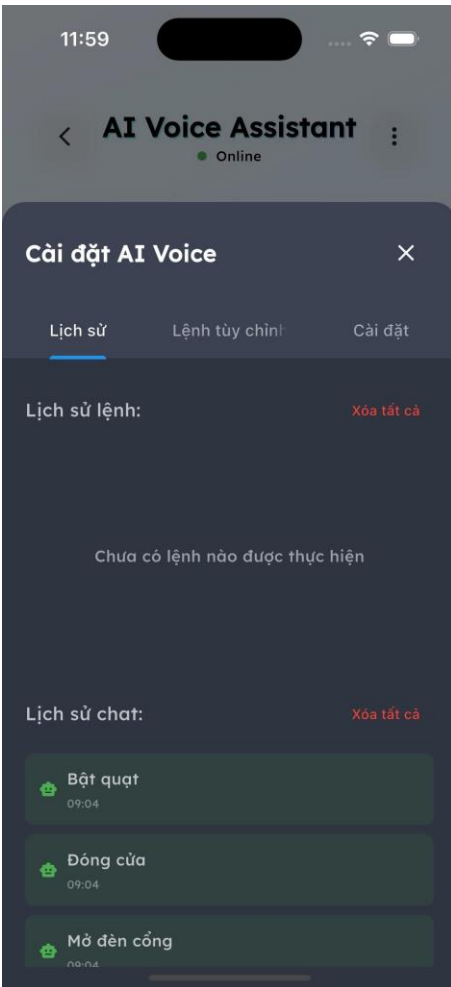 11:59
AI Voice Assistant
Online
Cài đặt AI Voice
Lịch sử Lệnh tùy chỉnh Cài đặt
Lịch sử lệnh: Xóa tất cả
Chưa có lệnh nào được thực hiện
Lịch sử chat: Xóa tất cả
Bật quạt
09:04
Đóng cửa
09:04
Mở đèn cổng
09:04